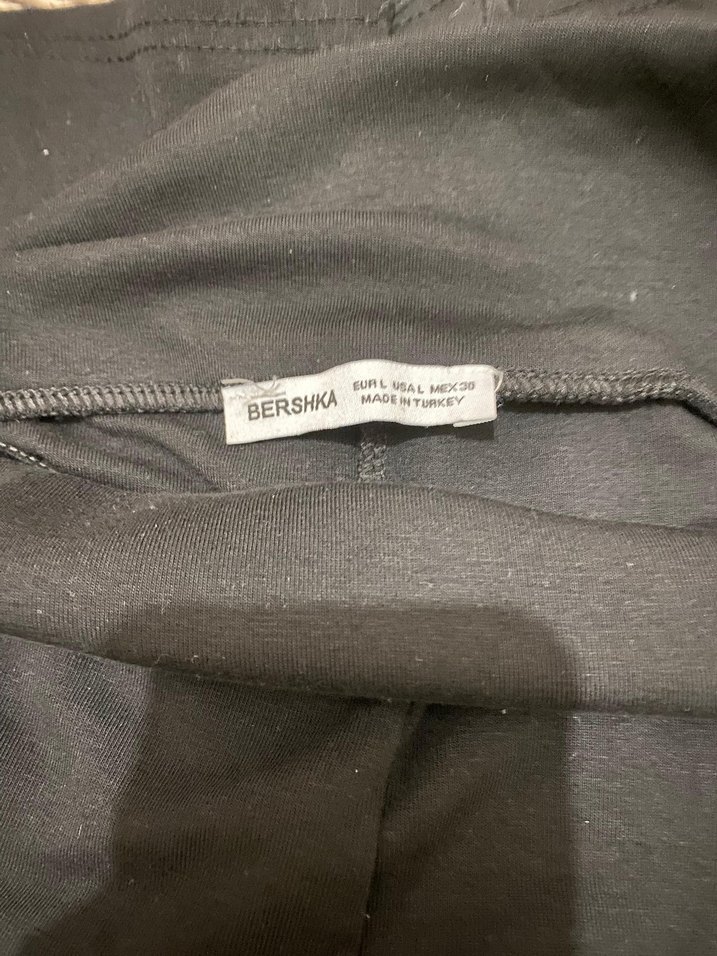 BERSHKA
EUR L USA L MEX 30
MADE IN TURKEY